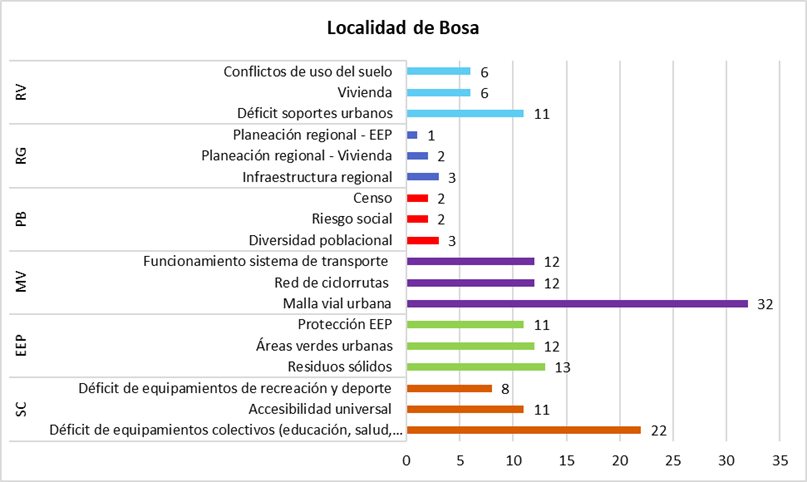 Localidad de Bosa
RV
Conflictos de uso del suelo 6
Vivienda 6
Déficit soportes urbanos 11
RG
Planeación regional - EEP 1
Planeación regional - Vivienda 2
Infraestructura regional 3
PB
Censo 2
Riesgo social 2
Diversidad poblacional 3
MV
Funcionamiento sistema de transporte 12
Red de ciclorrutas 12
Malla vial urbana 32
EEP
Protección EEP 11
Áreas verdes urbanas 12
Residuos sólidos 13
SC
Déficit de equipamientos de recreación y deporte 8
Accesibilidad universal 11
Déficit de equipamientos colectivos (educación, salud,... 22
0 5 10 15 20 25 30 35